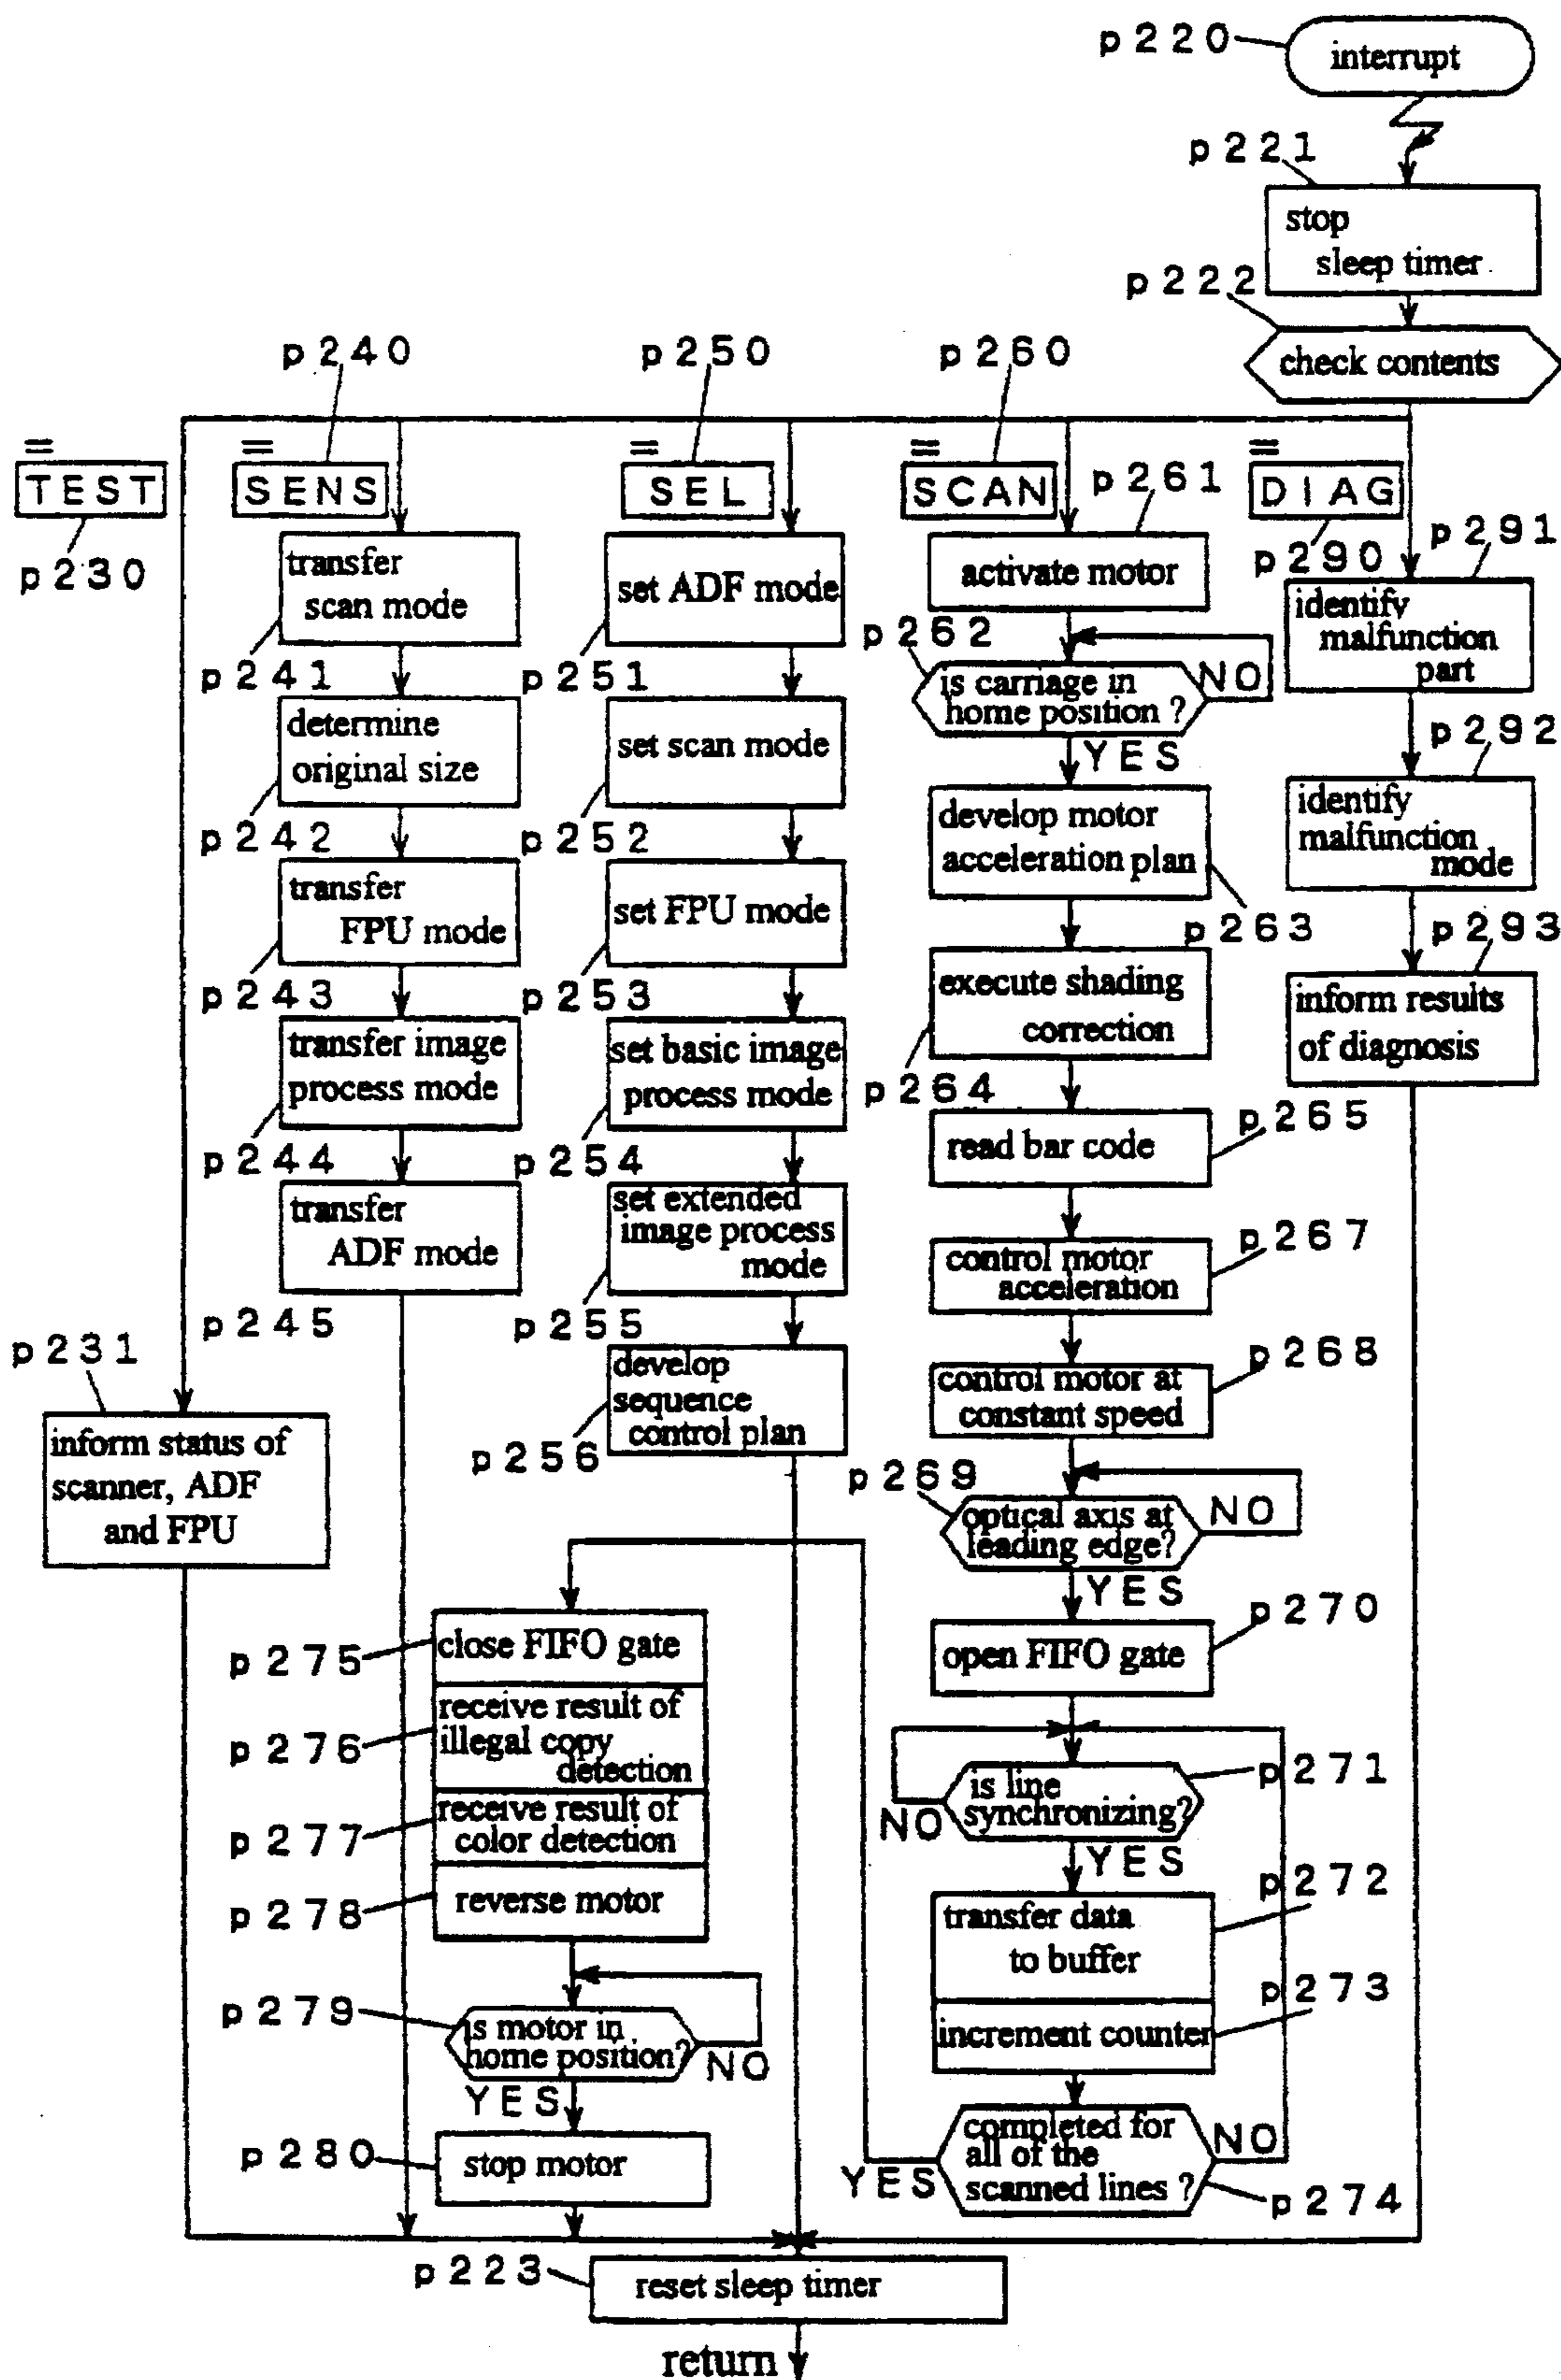 p220
interrupt
p221
stop
sleep timer
p222
check contents
p240
p250
p260
=
TEST
p230
=
SENS
=
SEL
=
SCAN
p261
=
DIAG
p290
p291
transfer
scan mode
p241
determine
original size
p242
transfer
FPU mode
p243
transfer image
process mode
p244
transfer
ADF mode
p245
p231
inform status of
scanner, ADF
and FPU
set ADF mode
p251
set scan mode
p252
set FPU mode
p253
set basic image
process mode
p254
set extended
image process
mode
p255
develop
sequence
control plan
p256
activate motor
p262
is carriage in
home position ?
NO
YES
develop motor
acceleration plan
p263
execute shading
correction
p264
read bar code
p265
control motor
acceleration
p267
control motor at
constant speed
p268
p269
optical axis at
leading edge?
NO
YES
open FIFO gate
p270
is line
synchronizing?
p271
NO
YES
transfer data
to buffer
p272
increment counter
p273
completed for
all of the
scanned lines ?
NO
YES
p274
identify
malfunction
part
p292
identify
malfunction
mode
p293
inform results
of diagnosis
p275
close FIFO gate
p276
receive result of
illegal copy
detection
p277
receive result of
color detection
p278
reverse motor
p279
is motor in
home position?
NO
YES
p280
stop motor
p223
reset sleep timer
return